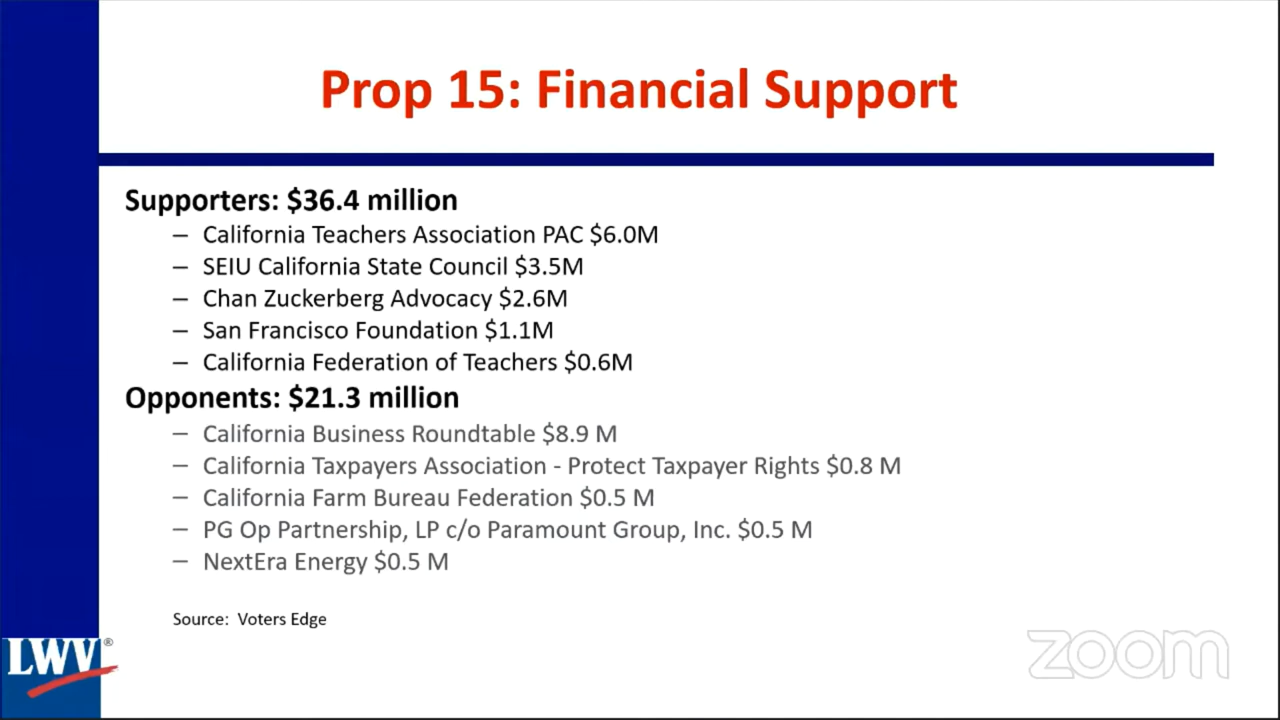 Prop 15: Financial Support
Supporters: $36.4 million
– California Teachers Association PAC $6.0M
– SEIU California State Council $3.5M
– Chan Zuckerberg Advocacy $2.6M
– San Francisco Foundation $1.1M
– California Federation of Teachers $0.6M
Opponents: $21.3 million
– California Business Roundtable $8.9 M
– California Taxpayers Association - Protect Taxpayer Rights $0.8 M
– California Farm Bureau Federation $0.5 M
– PG Op Partnership, LP c/o Paramount Group, Inc. $0.5 M
– NextEra Energy $0.5 M
Source: Voters Edge
LWV®
zoom